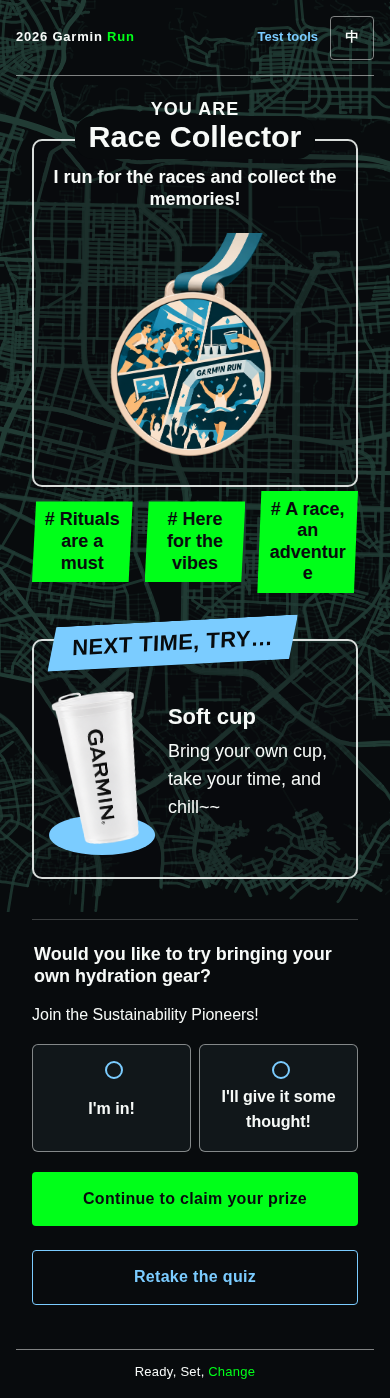 2026 Garmin Run
Test tools
中
YOU ARE
Race Collector
I run for the races and collect the
memories!
GARMIN RUN
# Rituals
are a
must
# Here
for the
vibes
# A race,
an
adventur
e
NEXT TIME, TRY...
GARMIN
Soft cup
Bring your own cup,
take your time, and
chill~~
Would you like to try bringing your
own hydration gear?
Join the Sustainability Pioneers!
I'm in!
I'll give it some
thought!
Continue to claim your prize
Retake the quiz
Ready, Set, Change